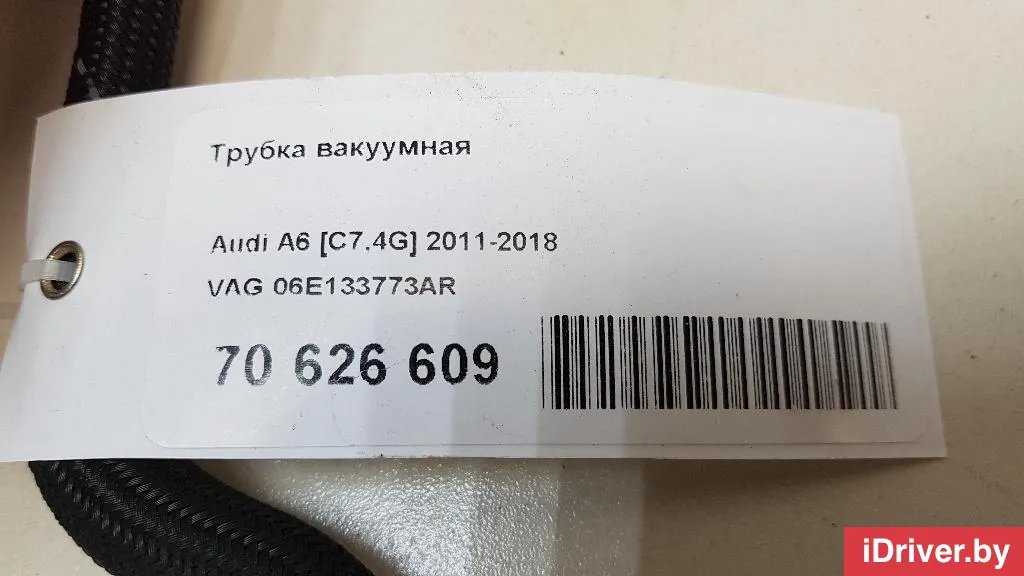 Трубка вакуумная
Audi A6 [C7,4G] 2011-2018
VAG 06E133773AR
70 626 609
iDriver.by